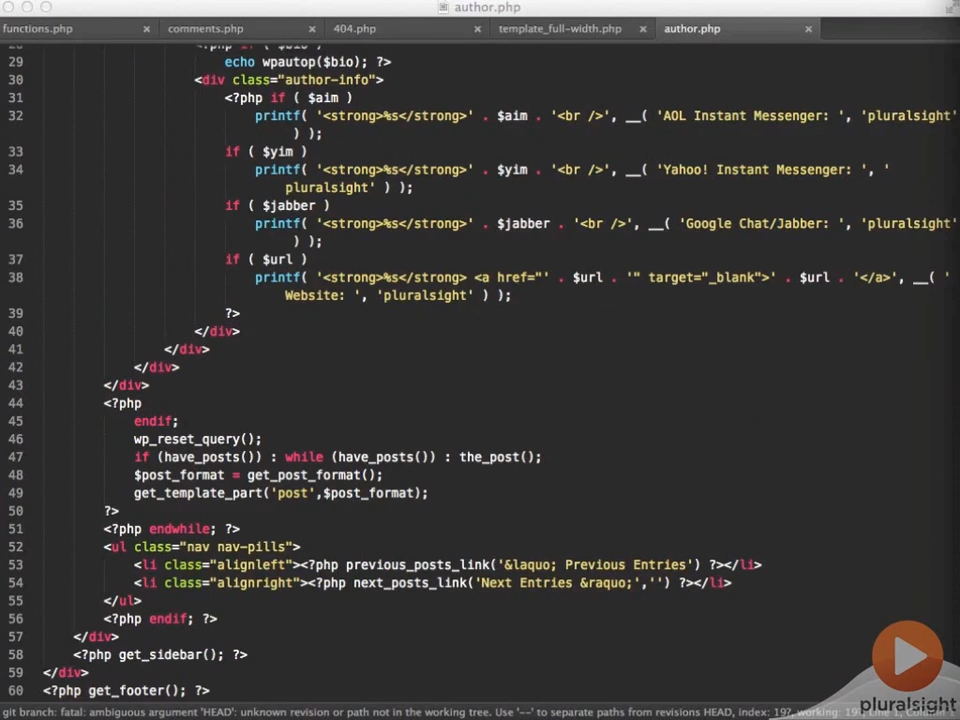 author.php
functions.php × comments.php × 404.php × template_full-width.php × author.php ×
28 <?php if ( $bio )
29 echo wpautop($bio); ?>
30 <div class="author-info">
31 <?php if ( $aim )
32 printf( '<strong>%s</strong>' . $aim . '<br />', __( 'AOL Instant Messenger: ', 'pluralsight'
) );
33 if ( $yim )
34 printf( '<strong>%s</strong>' . $yim . '<br />', __( 'Yahoo! Instant Messenger: ', '
pluralsight' ) );
35 if ( $jabber )
36 printf( '<strong>%s</strong>' . $jabber . '<br />', __( 'Google Chat/Jabber: ', 'pluralsight'
) );
37 if ( $url )
38 printf( '<strong>%s</strong> <a href="' . $url . '" target="_blank">' . $url . '</a>', __( '
Website: ', 'pluralsight' ) );
39 ?>
40 </div>
41 </div>
42 </div>
43 </div>
44 <?php
45 endif;
46 wp_reset_query();
47 if (have_posts()) : while (have_posts()) : the_post();
48 $post_format = get_post_format();
49 get_template_part('post',$post_format);
50 ?>
51 <?php endwhile; ?>
52 <ul class="nav nav-pills">
53 <li class="alignleft"><?php previous_posts_link('&laquo; Previous Entries') ?></li>
54 <li class="alignright"><?php next_posts_link('Next Entries &raquo;','') ?></li>
55 </ul>
56 <?php endif; ?>
57 </div>
58 <?php get_sidebar(); ?>
59 </div>
60 <?php get_footer(); ?>
git branch: fatal: ambiguous argument 'HEAD': unknown revision or path not in the working tree. Use '--' to separate paths from revisions HEAD, index: 19?, working:
pluralsight